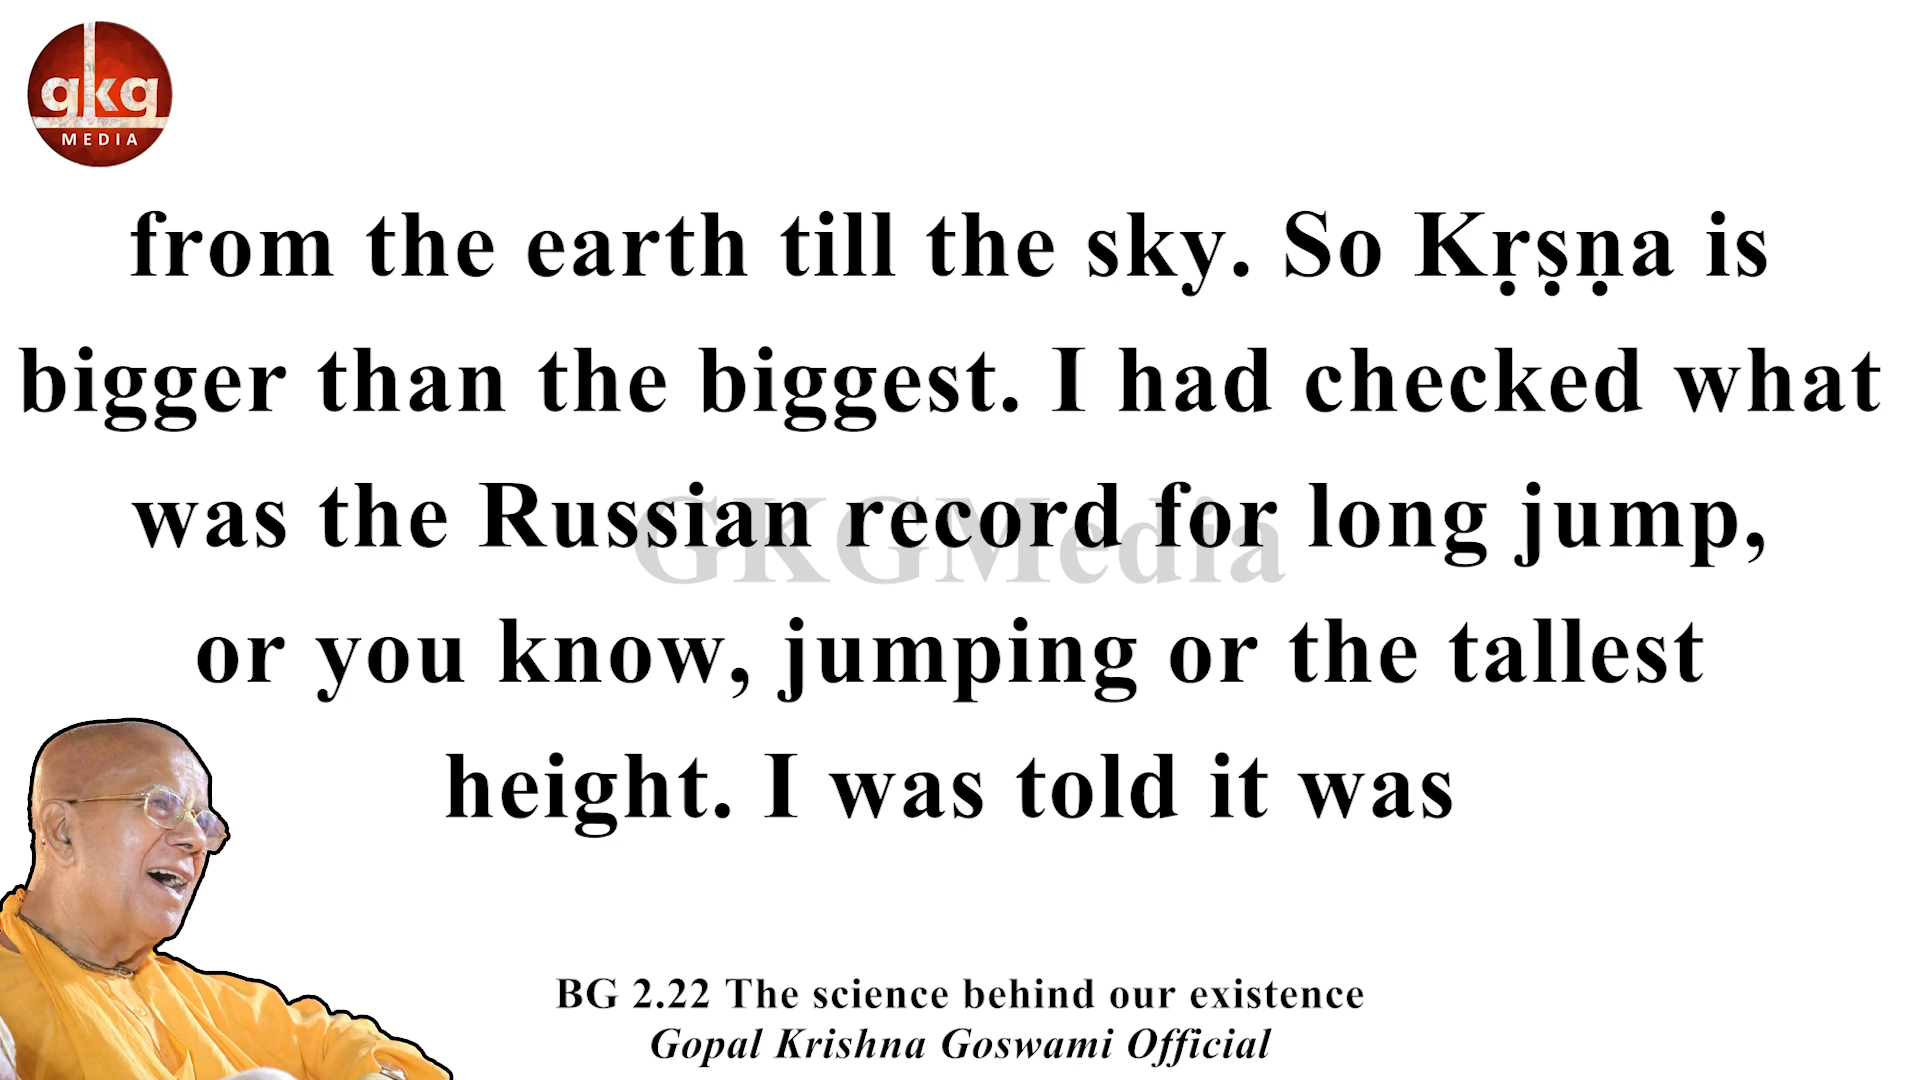 gkg
MEDIA
from the earth till the sky. So Kṛṣṇa is
bigger than the biggest. I had checked what
was the Russian record for long jump,
or you know, jumping or the tallest
height. I was told it was
GKGMedia
BG 2.22 The science behind our existence
Gopal Krishna Goswami Official